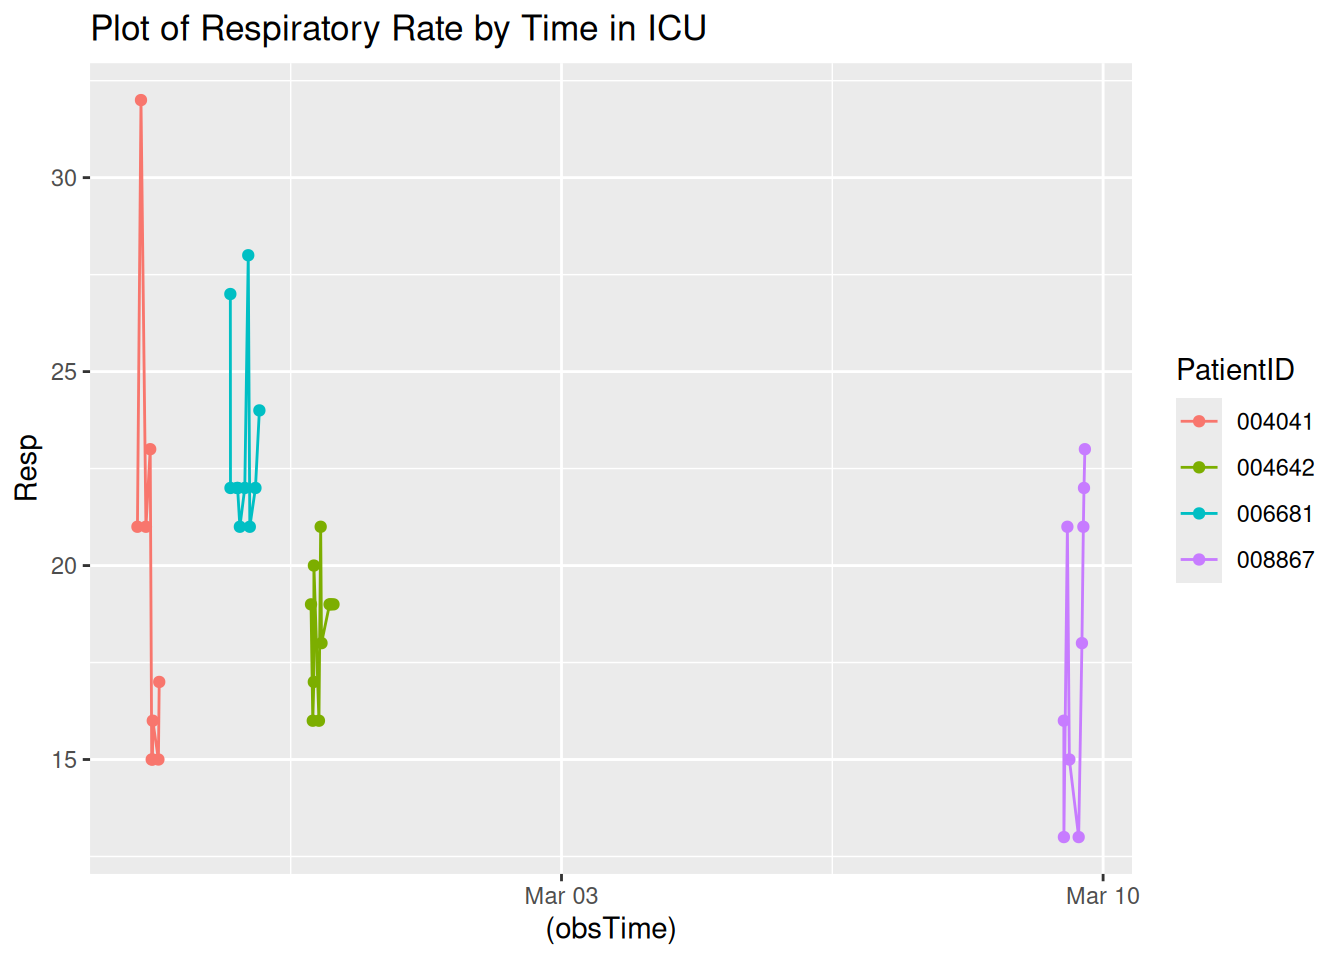 Plot of Respiratory Rate by Time in ICU
30
25
20
15
Resp
Mar 03
Mar 10
(obsTime)
PatientID
004041
004642
006681
008867